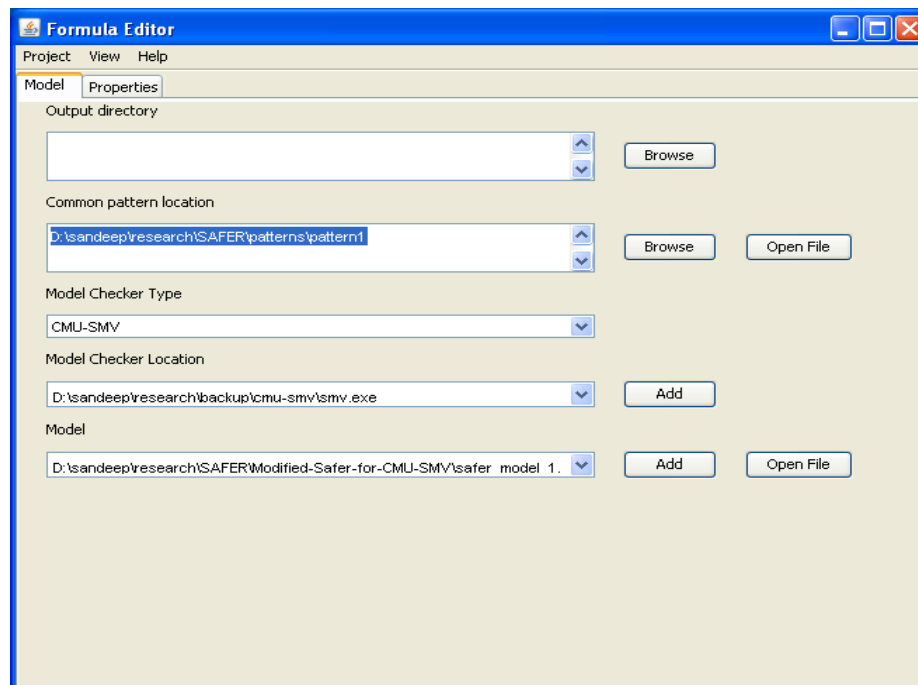 Formula Editor
Project View Help
Model Properties
Output directory
Browse
Common pattern location
D:\sandeep\research\SAFER\patterns\pattern1
Browse Open File
Model Checker Type
CMU-SMV
Model Checker Location
D:\sandeep\research\backup\cmu-smv\smv.exe Add
Model
D:\sandeep\research\SAFER\Modified-Safer-for-CMU-SMV\safer_model_1. Add Open File